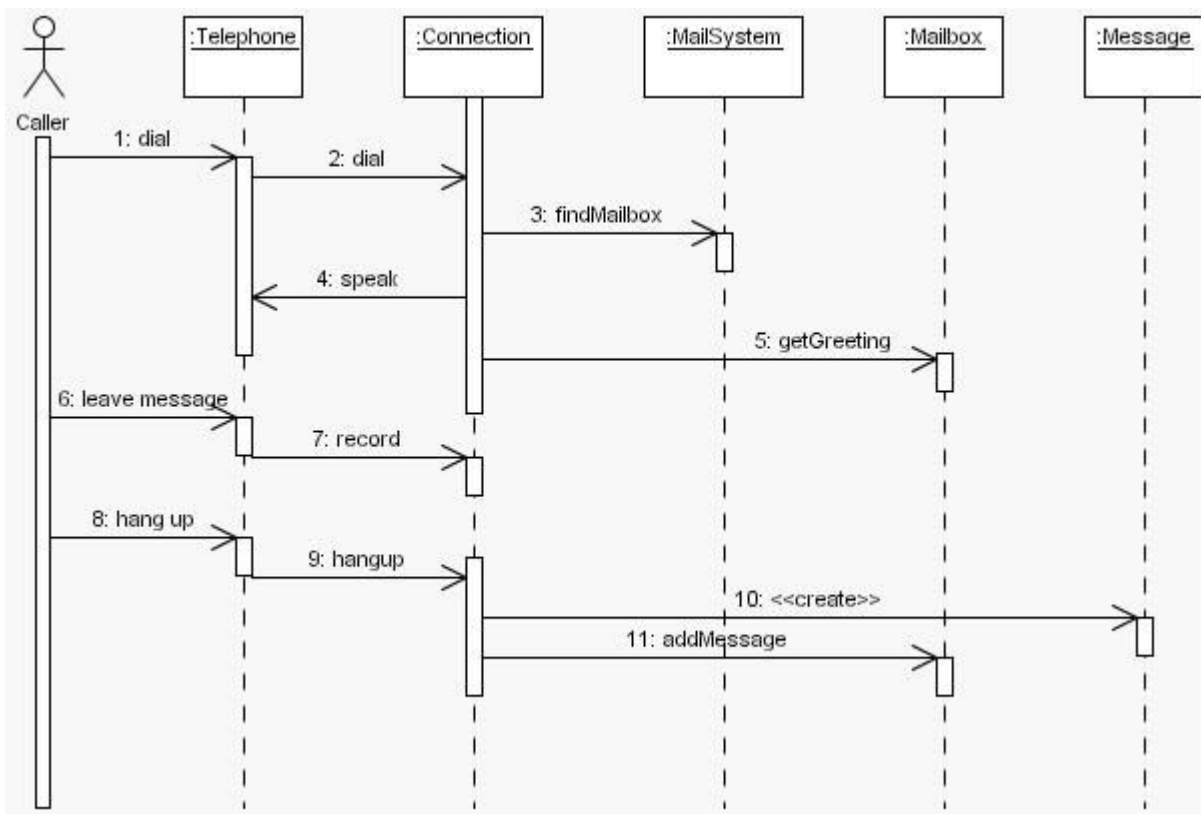 :Telephone
:Connection
:MailSystem
:Mailbox
:Message
Caller
1: dial
2: dial
3: findMailbox
4: speak
5: getGreeting
6: leave message
7: record
8: hang up
9: hangup
10: <<create>>
11: addMessage